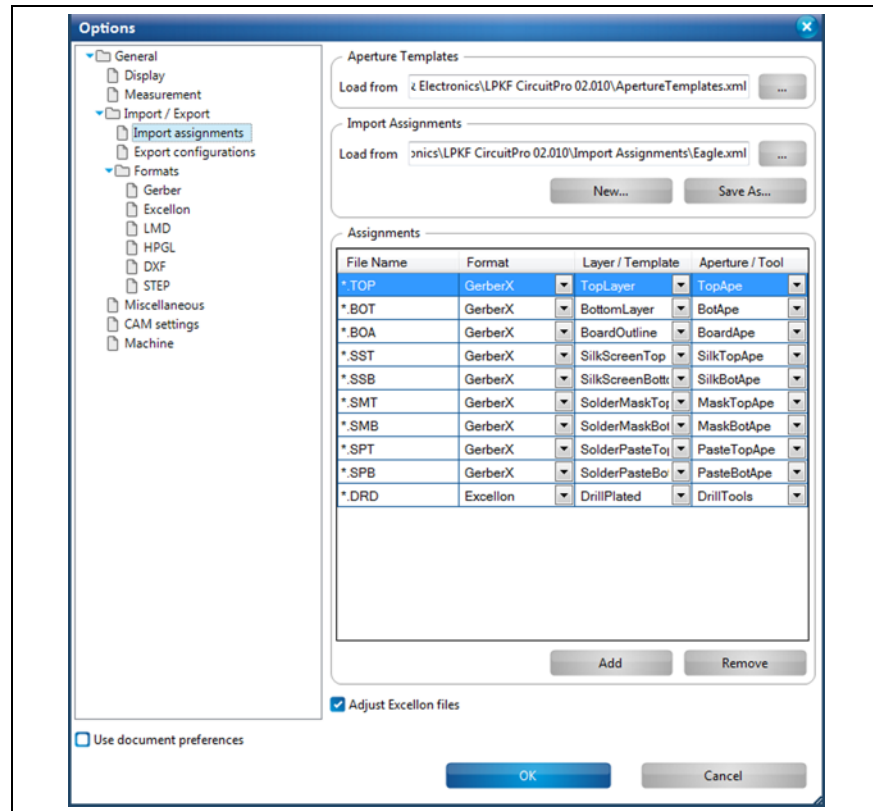 Options
General
Display
Measurement
Import / Export
Import assignments
Export configurations
Formats
Gerber
Excellon
LMD
HPGL
DXF
STEP
Miscellaneous
CAM settings
Machine
Aperture Templates
Load from Electronics\LPKF CircuitPro 02.010\ApertureTemplates.xml ...
Import Assignments
Load from onics\LPKF CircuitPro 02.010\Import Assignments\Eagle.xml ...
New... Save As...
Assignments
File Name Format Layer / Template Aperture / Tool
*.TOP GerberX TopLayer TopApe
*.BOT GerberX BottomLayer BotApe
*.BOA GerberX BoardOutline BoardApe
*.SST GerberX SilkScreenTop SilkTopApe
*.SSB GerberX SilkScreenBotto SilkBotApe
*.SMT GerberX SolderMaskTop MaskTopApe
*.SMB GerberX SolderMaskBot MaskBotApe
*.SPT GerberX SolderPasteTop PasteTopApe
*.SPB GerberX SolderPasteBot PasteBotApe
*.DRD Excellon DrillPlated DrillTools
Add Remove
Adjust Excellon files
Use document preferences
OK Cancel